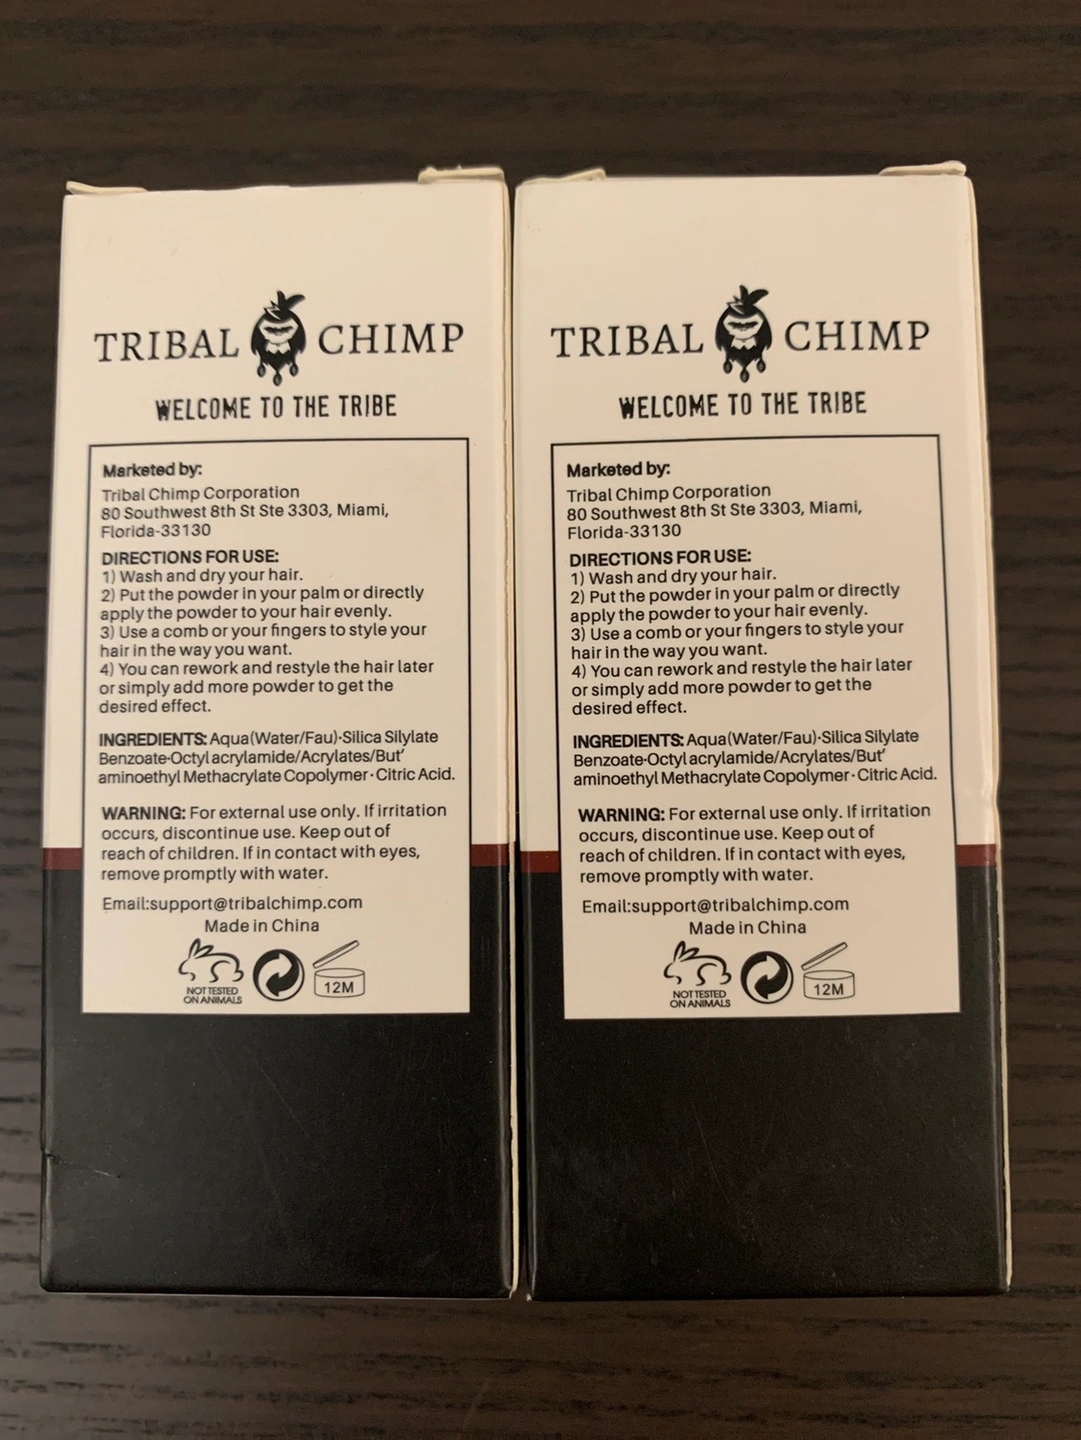 TRIBAL CHIMP
WELCOME TO THE TRIBE
Marketed by:
Tribal Chimp Corporation
80 Southwest 8th St Ste 3303, Miami,
Florida-33130
DIRECTIONS FOR USE:
1) Wash and dry your hair.
2) Put the powder in your palm or directly
apply the powder to your hair evenly.
3) Use a comb or your fingers to style your
hair in the way you want.
4) You can rework and restyle the hair later
or simply add more powder to get the
desired effect.
INGREDIENTS: Aqua(Water/Fau)·Silica Silylate
Benzoate·Octyl acrylamide/Acrylates/But'
aminoethyl Methacrylate Copolymer·Citric Acid.
WARNING: For external use only. If irritation
occurs, discontinue use. Keep out of
reach of children. If in contact with eyes,
remove promptly with water.
Email:support@tribalchimp.com
Made in China
NOT TESTED
ON ANIMALS
12M
TRIBAL CHIMP
WELCOME TO THE TRIBE
Marketed by:
Tribal Chimp Corporation
80 Southwest 8th St Ste 3303, Miami,
Florida-33130
DIRECTIONS FOR USE:
1) Wash and dry your hair.
2) Put the powder in your palm or directly
apply the powder to your hair evenly.
3) Use a comb or your fingers to style your
hair in the way you want.
4) You can rework and restyle the hair later
or simply add more powder to get the
desired effect.
INGREDIENTS: Aqua(Water/Fau)·Silica Silylate
Benzoate·Octyl acrylamide/Acrylates/But'
aminoethyl Methacrylate Copolymer·Citric Acid.
WARNING: For external use only. If irritation
occurs, discontinue use. Keep out of
reach of children. If in contact with eyes,
remove promptly with water.
Email:support@tribalchimp.com
Made in China
NOT TESTED
ON ANIMALS
12M